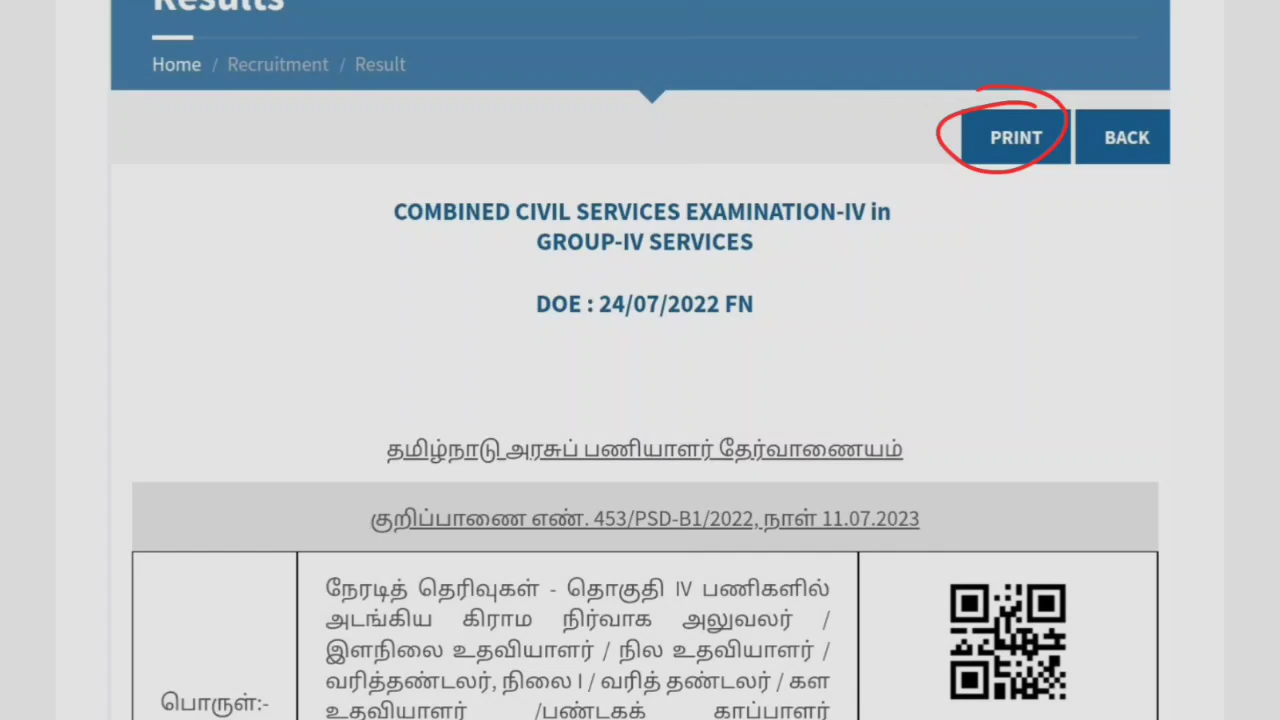 Results
Home / Recruitment / Result
PRINT
BACK
COMBINED CIVIL SERVICES EXAMINATION-IV in
GROUP-IV SERVICES
DOE : 24/07/2022 FN
தமிழ்நாடு அரசுப் பணியாளர் தேர்வாணையம்
குறிப்பாணை எண். 453/PSD-B1/2022, நாள் 11.07.2023
நேரடித் தெரிவுகள் - தொகுதி IV பணிகளில்
அடங்கிய கிராம நிர்வாக அலுவலர் /
இளநிலை உதவியாளர் / நில உதவியாளர் /
வரித்தண்டலர், நிலை I / வரித் தண்டலர் / கள
உதவியாளர் /பண்டகக் காப்பாளர்
பொருள்:-